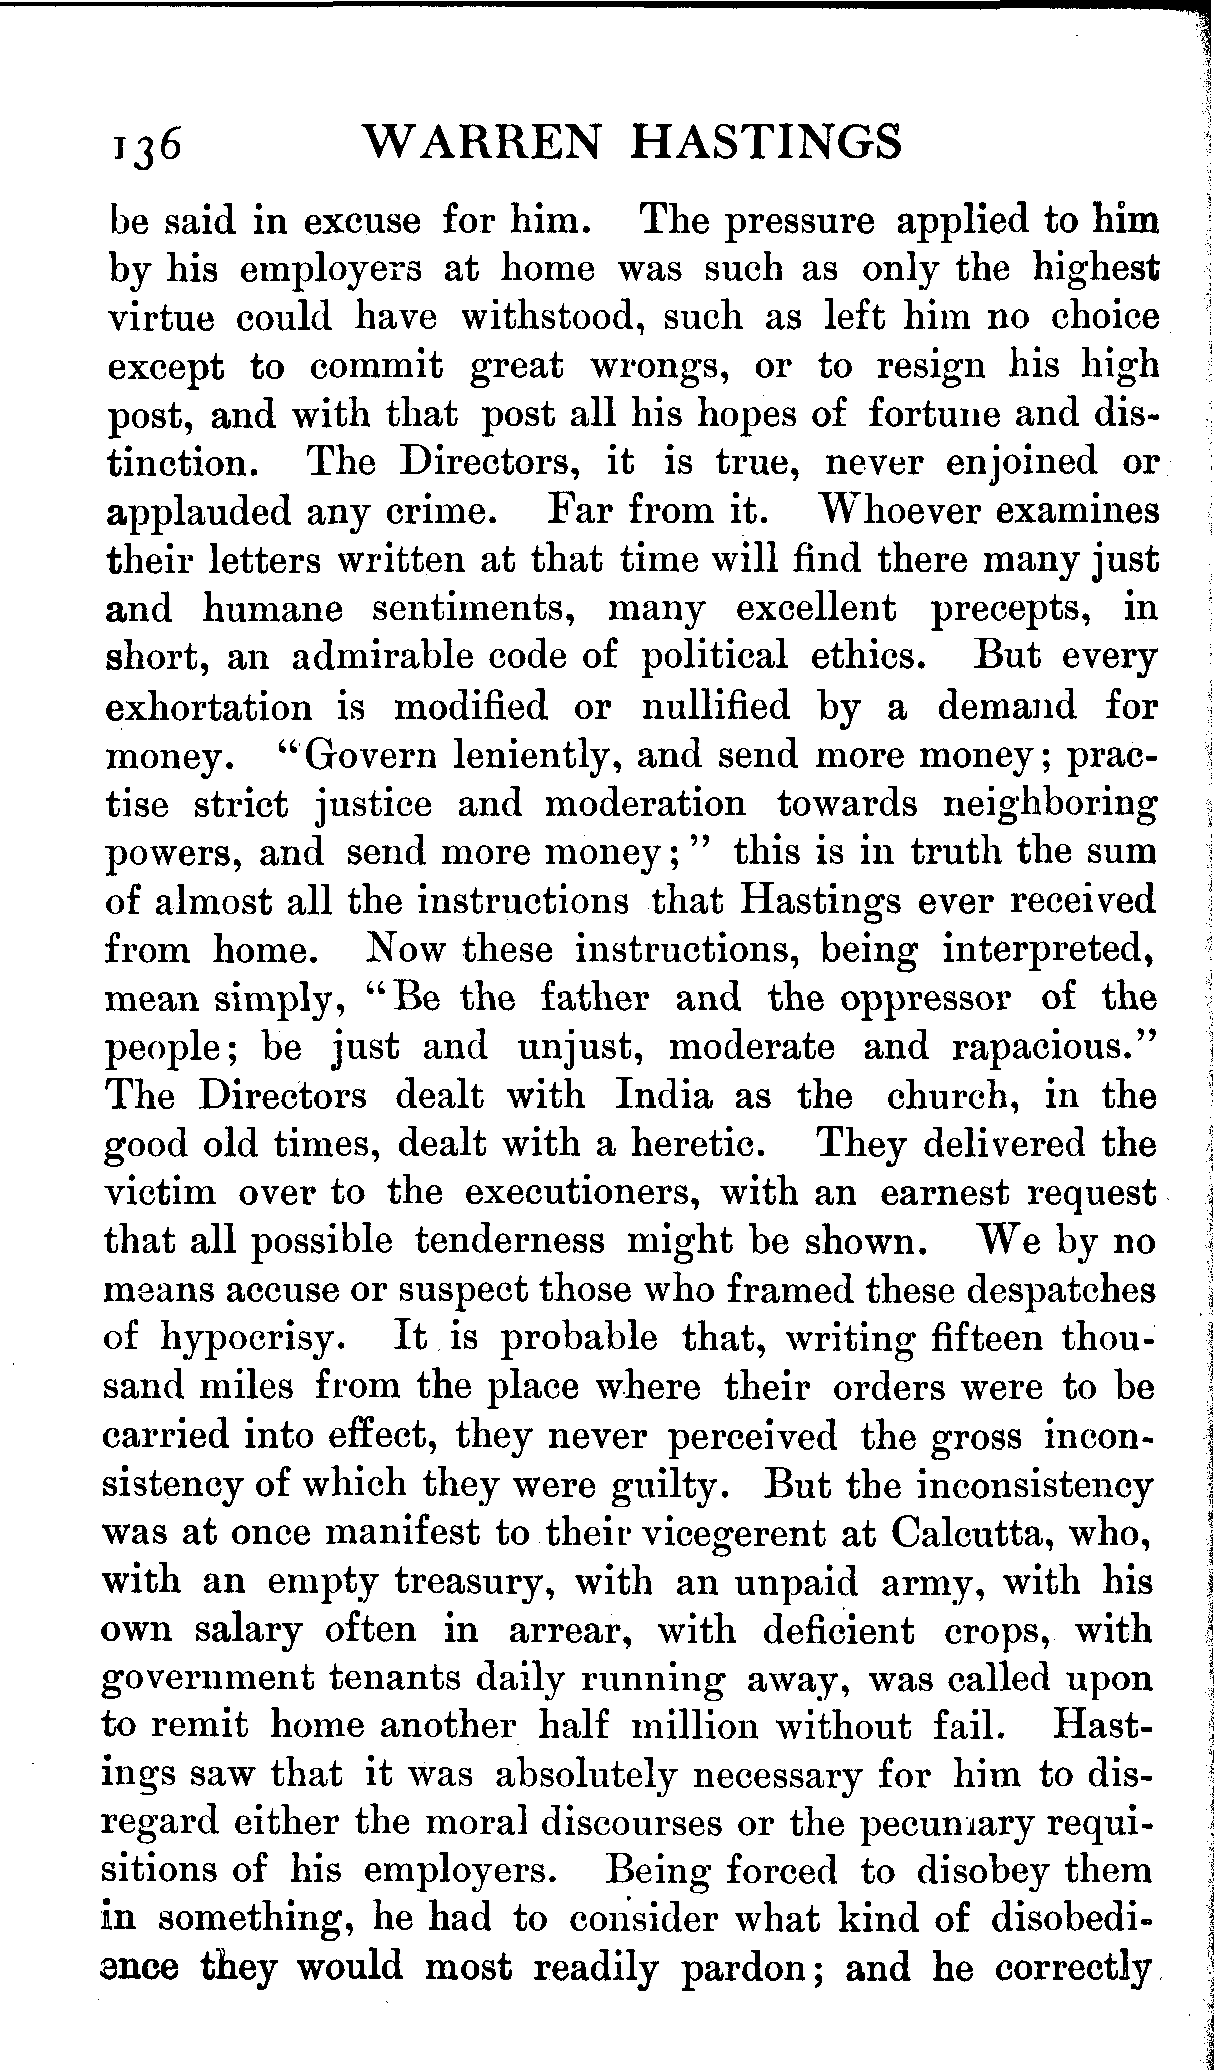 136 WARREN HASTINGS
be said in excuse for him. The pressure applied to him
by his employers at home was such as only the highest
virtue could have withstood, such as left him no choice
except to commit great wrongs, or to resign his high
post, and with that post all his hopes of fortune and dis-
tinction. The Directors, it is true, never enjoined or
applauded any crime. Far from it. Whoever examines
their letters written at that time will find there many just
and humane sentiments, many excellent precepts, in
short, an admirable code of political ethics. But every
exhortation is modified or nullified by a demand for
money. “Govern leniently, and send more money; prac-
tise strict justice and moderation towards neighboring
powers, and send more money;” this is in truth the sum
of almost all the instructions that Hastings ever received
from home. Now these instructions, being interpreted,
mean simply, “Be the father and the oppressor of the
people; be just and unjust, moderate and rapacious.”
The Directors dealt with India as the church, in the
good old times, dealt with a heretic. They delivered the
victim over to the executioners, with an earnest request
that all possible tenderness might be shown. We by no
means accuse or suspect those who framed these despatches
of hypocrisy. It is probable that, writing fifteen thou-
sand miles from the place where their orders were to be
carried into effect, they never perceived the gross incon-
sistency of which they were guilty. But the inconsistency
was at once manifest to their vicegerent at Calcutta, who,
with an empty treasury, with an unpaid army, with his
own salary often in arrear, with deficient crops, with
government tenants daily running away, was called upon
to remit home another half million without fail. Hast-
ings saw that it was absolutely necessary for him to dis-
regard either the moral discourses or the pecuniary requi-
sitions of his employers. Being forced to disobey them
in something, he had to consider what kind of disobedi-
ence they would most readily pardon; and he correctly